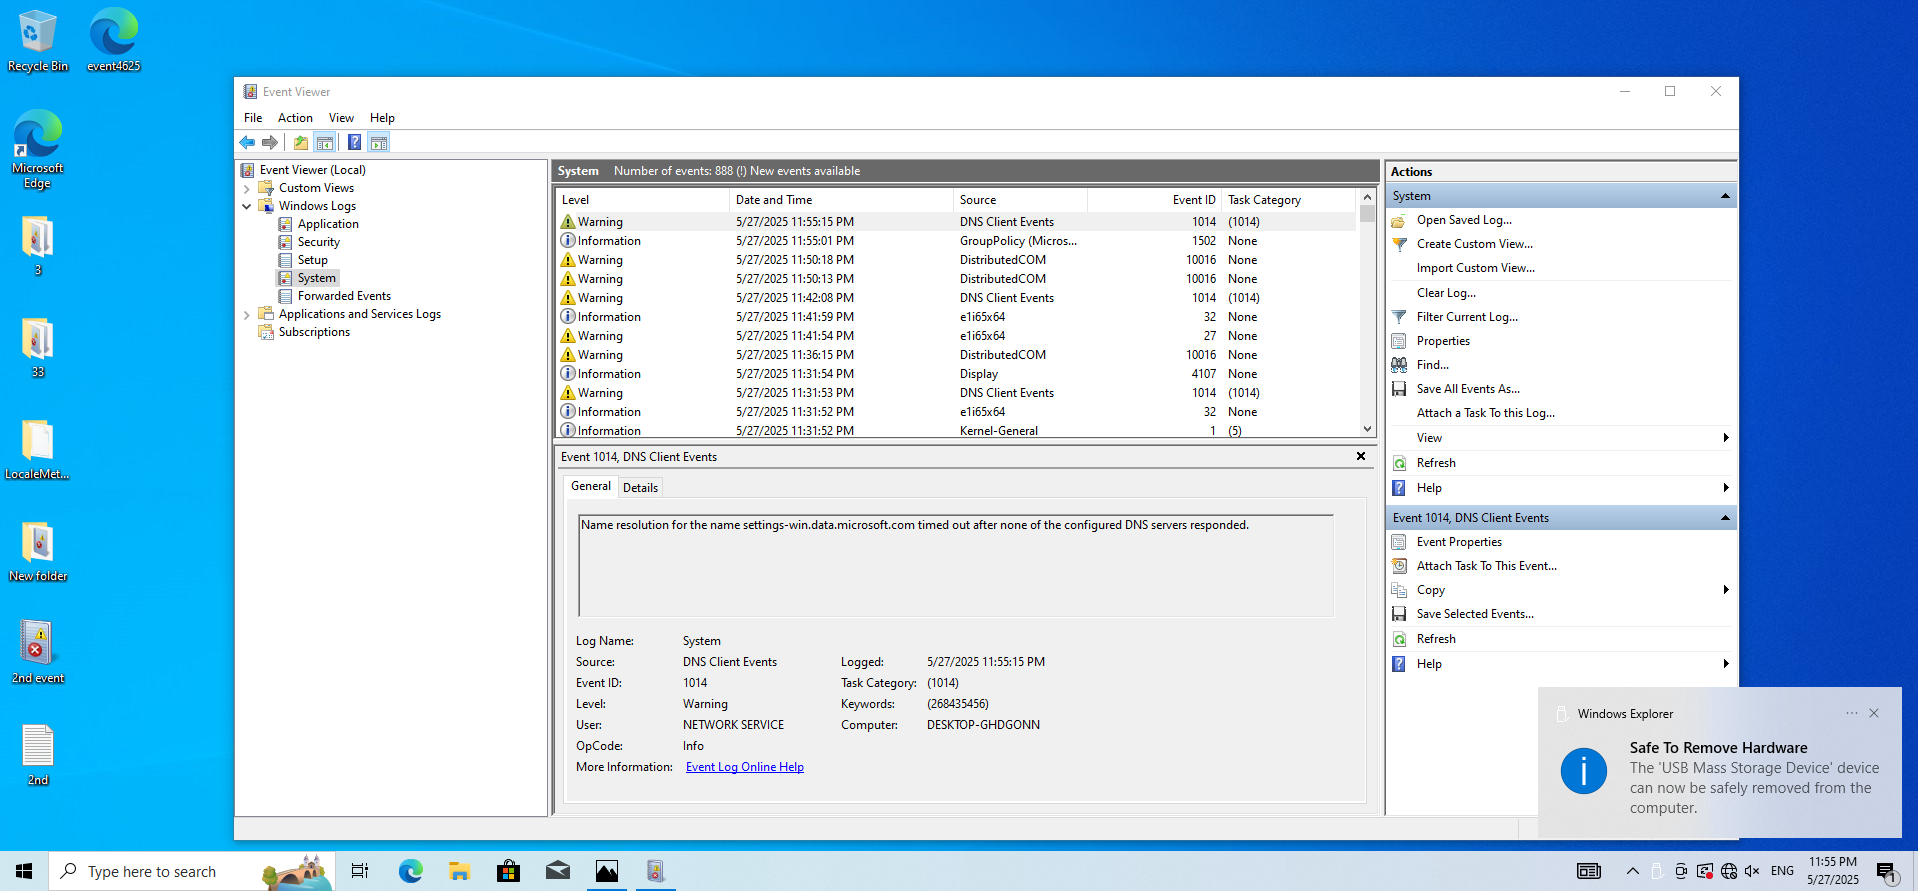 Recycle Bin
event4625
Microsoft
Edge
3
33
LocaleMet...
New folder
2nd event
2nd
Event Viewer
File Action View Help
Event Viewer (Local)
Custom Views
Windows Logs
Application
Security
Setup
System
Forwarded Events
Applications and Services Logs
Subscriptions
System Number of events: 888 (!) New events available
Level Date and Time Source Event ID Task Category
Warning 5/27/2025 11:55:15 PM DNS Client Events 1014 (1014)
Information 5/27/2025 11:55:01 PM GroupPolicy (Micros... 1502 None
Warning 5/27/2025 11:50:18 PM DistributedCOM 10016 None
Warning 5/27/2025 11:50:13 PM DistributedCOM 10016 None
Warning 5/27/2025 11:42:08 PM DNS Client Events 1014 (1014)
Information 5/27/2025 11:41:59 PM e1i65x64 32 None
Warning 5/27/2025 11:41:54 PM e1i65x64 27 None
Warning 5/27/2025 11:36:15 PM DistributedCOM 10016 None
Information 5/27/2025 11:31:54 PM Display 4107 None
Warning 5/27/2025 11:31:53 PM DNS Client Events 1014 (1014)
Information 5/27/2025 11:31:52 PM e1i65x64 32 None
Information 5/27/2025 11:31:52 PM Kernel-General 1 (5)
Event 1014, DNS Client Events
General Details
Name resolution for the name settings-win.data.microsoft.com timed out after none of the configured DNS servers responded.
Log Name: System
Source: DNS Client Events Logged: 5/27/2025 11:55:15 PM
Event ID: 1014 Task Category: (1014)
Level: Warning Keywords: (268435456)
User: NETWORK SERVICE Computer: DESKTOP-GHDGONN
OpCode: Info
More Information: Event Log Online Help
Actions
System
Open Saved Log...
Create Custom View...
Import Custom View...
Clear Log...
Filter Current Log...
Properties
Find...
Save All Events As...
Attach a Task To this Log...
View
Refresh
Help
Event 1014, DNS Client Events
Event Properties
Attach Task To This Event...
Copy
Save Selected Events...
Refresh
Help
Windows Explorer
Safe To Remove Hardware
The 'USB Mass Storage Device' device
can now be safely removed from the
computer.
Type here to search
ENG
11:55 PM
5/27/2025
1